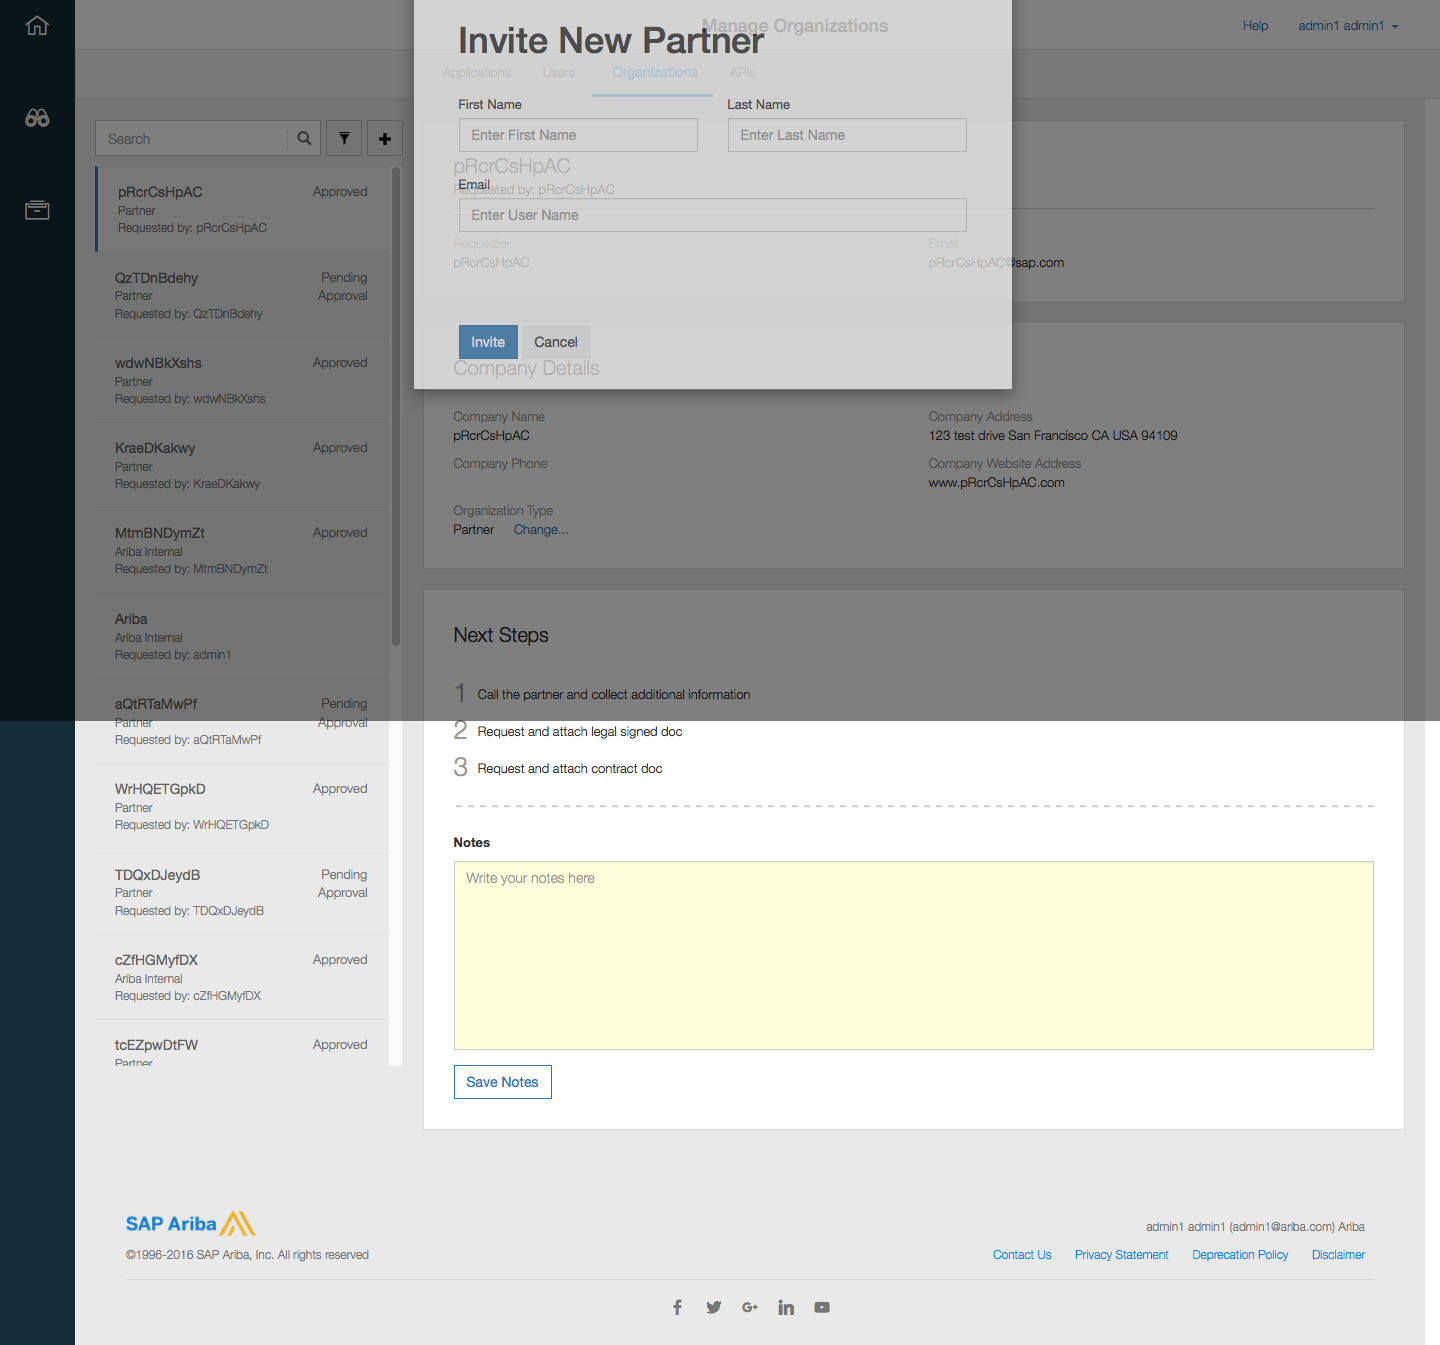 Manage Organizations
Help
admin1 admin1
Invite New Partner
Applications
Users
Organizations
APIs
First Name
Last Name
Enter First Name
Enter Last Name
Email
Enter User Name
Invite
Cancel
Search
pRcrCsHpAC
Approved
Partner
Requested by: pRcrCsHpAC
QzTDnBdehy
Pending
Approval
Partner
Requested by: QzTDnBdehy
wdwNBkXshs
Approved
Partner
Requested by: wdwNBkXshs
KraeDKakwy
Approved
Partner
Requested by: KraeDKakwy
MtmBNDymZt
Approved
Ariba Internal
Requested by: MtmBNDymZt
Ariba
Ariba Internal
Requested by: admin1
aQtRTaMwPf
Pending
Approval
Partner
Requested by: aQtRTaMwPf
WrHQETGpkD
Approved
Partner
Requested by: WrHQETGpkD
TDQxDJeydB
Pending
Approval
Partner
Requested by: TDQxDJeydB
cZfHGMyfDX
Approved
Ariba Internal
Requested by: cZfHGMyfDX
tcEZpwDtFW
Approved
Partner
pRcrCsHpAC
Requested by: pRcrCsHpAC
Requester
pRcrCsHpAC
Email
pRcrCsHpAC@sap.com
Company Details
Company Name
pRcrCsHpAC
Company Address
123 test drive San Francisco CA USA 94109
Company Phone
Company Website Address
www.pRcrCsHpAC.com
Organization Type
Partner Change...
Next Steps
1 Call the partner and collect additional information
2 Request and attach legal signed doc
3 Request and attach contract doc
Notes
Write your notes here
Save Notes
SAP Ariba
©1996-2016 SAP Ariba, Inc. All rights reserved
admin1 admin1 (admin1@ariba.com) Ariba
Contact Us
Privacy Statement
Deprecation Policy
Disclaimer